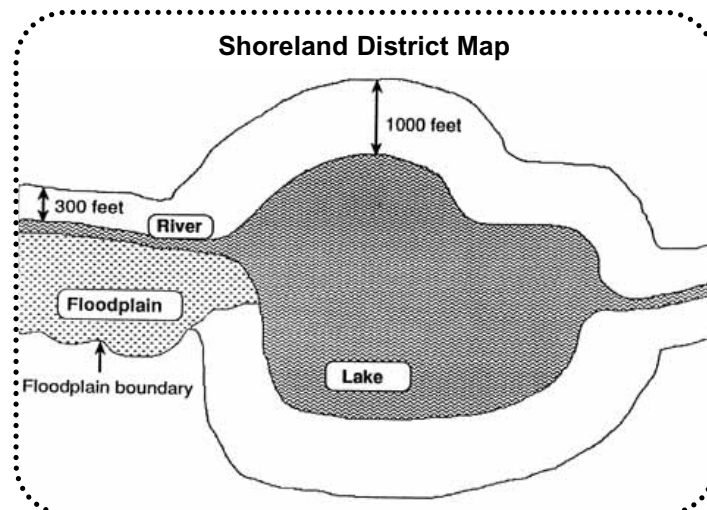 Shoreland District Map
1000 feet
300 feet
River
Floodplain
Floodplain boundary
Lake